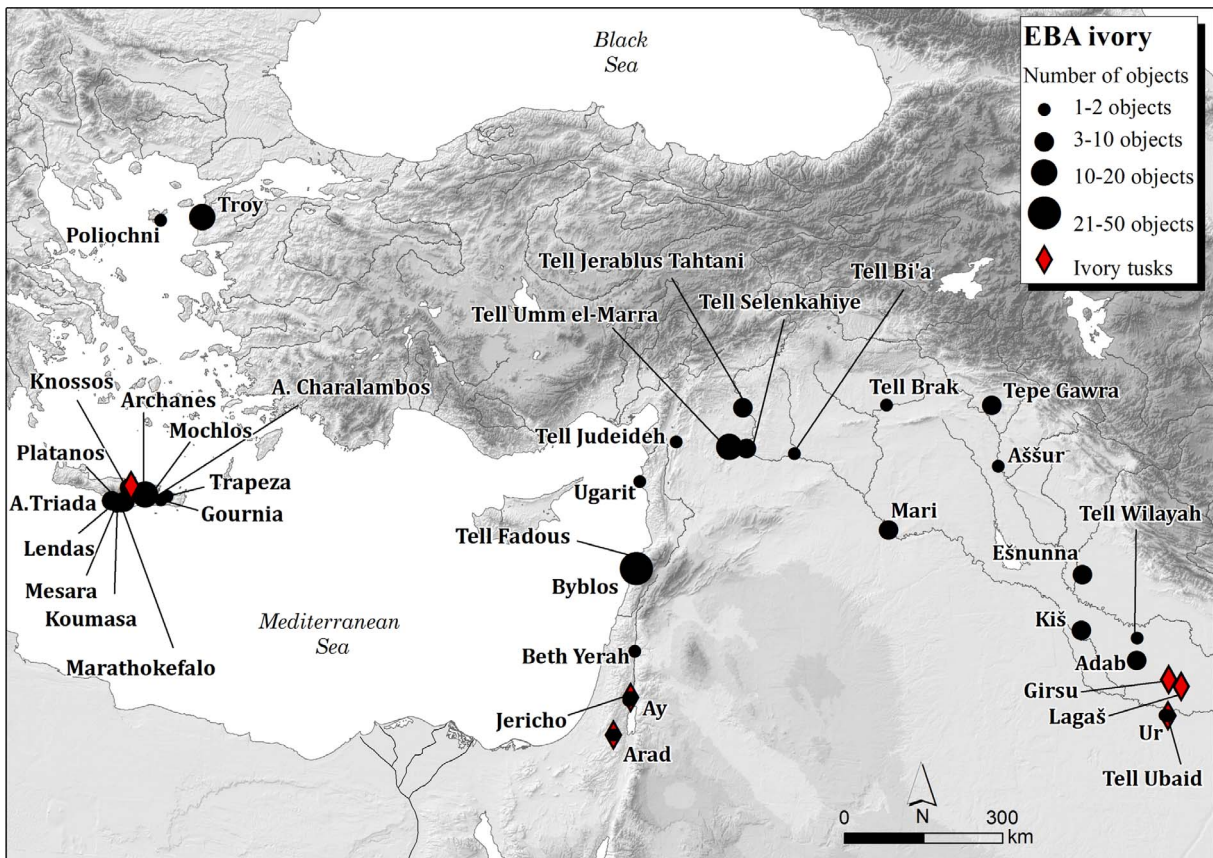 Black
Sea
EBA ivory
Number of objects
1-2 objects
3-10 objects
10-20 objects
21-50 objects
Ivory tusks
Troy
Poliochni
Tell Jerablus Tahtani
Tell Bi'a
Tell Selenkahiye
Tell Umm el-Marra
Knossos
Archanes
A. Charalambos
Mochlos
Platanos
Trapeza
A.Triada
Gournia
Lendas
Mesara
Koumasa
Marathokefalo
Tell Brak
Tepe Gawra
Tell Judeideh
Aššur
Ugarit
Mari
Tell Wilayah
Tell Fadous
Ešnunna
Byblos
Mediterranean
Sea
Kiš
Beth Yerah
Adab
Girsu
Jericho
Ay
Lagaš
Ur
Arad
Tell Ubaid
N
0 300
km